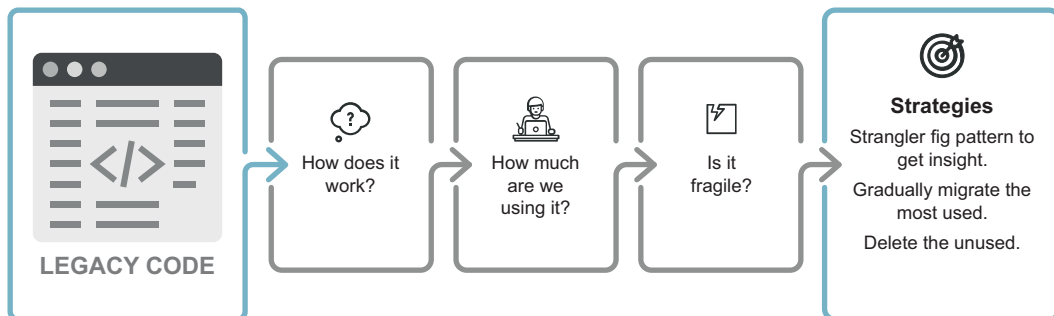 LEGACY CODE
?
How does it
work?
How much
are we
using it?
Is it
fragile?
Strategies
Strangler fig pattern to
get insight.
Gradually migrate the
most used.
Delete the unused.